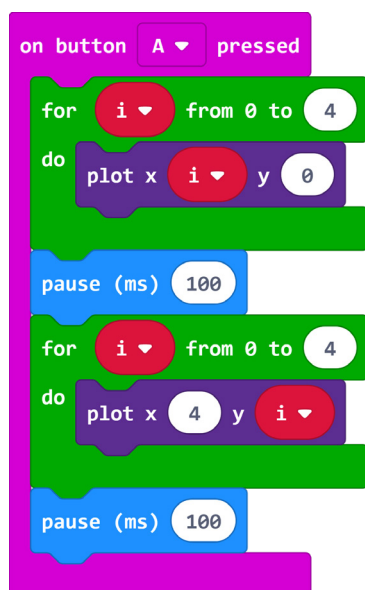 on button A pressed
for i from 0 to 4
do
plot x i y 0
pause (ms) 100
for i from 0 to 4
do
plot x 4 y i
pause (ms) 100